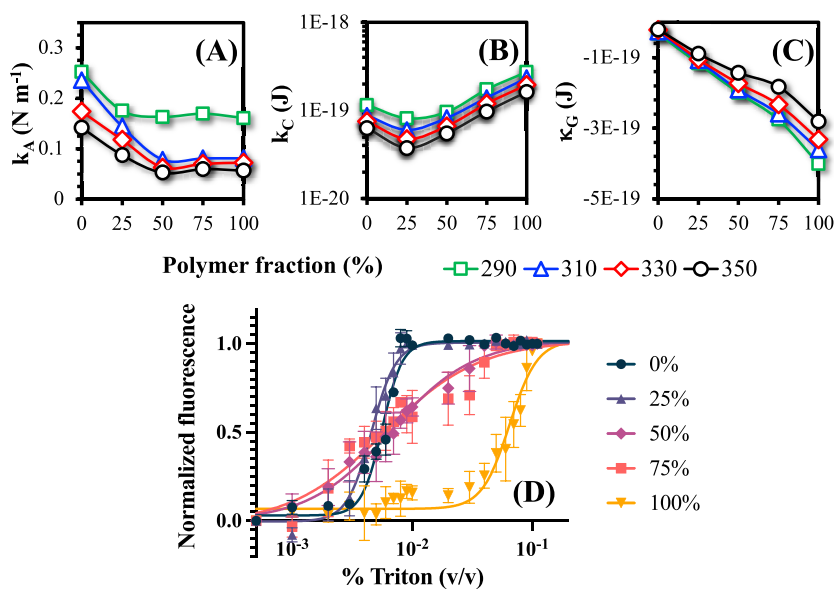 (A)
k_A (N m⁻¹)
0.3
0.2
0.1
0
0 25 50 75 100
(B)
k_C (J)
1E-18
1E-19
1E-20
0 25 50 75 100
(C)
κ_G (J)
-1E-19
-3E-19
-5E-19
0 25 50 75 100
Polymer fraction (%)
290 310 330 350
(D)
Normalized fluorescence
1.0
0.5
0.0
10⁻³ 10⁻² 10⁻¹
% Triton (v/v)
0%
25%
50%
75%
100%